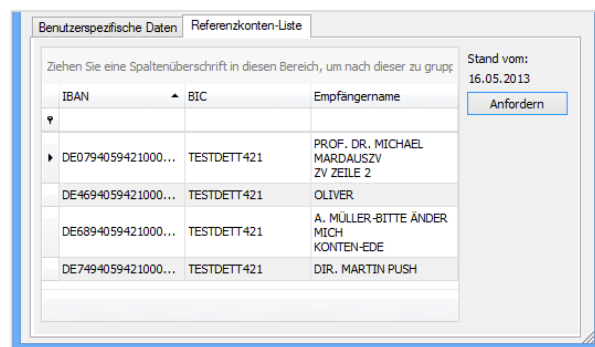 Benutzerspezifische Daten Referenzkonten-Liste
Ziehen Sie eine Spaltenüberschrift in diesen Bereich, um nach dieser zu grupp
Stand vom:
16.05.2013
Anfordern
IBAN BIC Empfängername
DE0794059421000... TESTDETT421 PROF. DR. MICHAEL
MARDAUSZV
ZV ZEILE 2
DE4694059421000... TESTDETT421 OLIVER
DE6894059421000... TESTDETT421 A. MÜLLER-BITTE ÄNDER
MICH
KONTEN-EDE
DE7494059421000... TESTDETT421 DIR. MARTIN PUSH